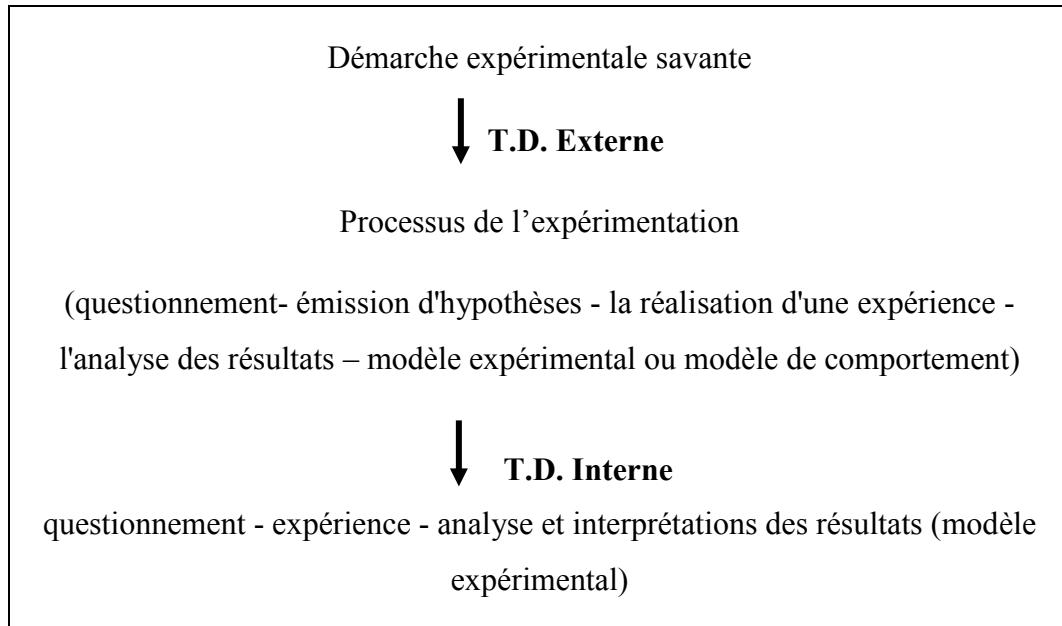 Démarche expérimentale savante
T.D. Externe
Processus de l’expérimentation
(questionnement- émission d'hypothèses - la réalisation d'une expérience -
l'analyse des résultats – modèle expérimental ou modèle de comportement)
T.D. Interne
questionnement - expérience - analyse et interprétations des résultats (modèle
expérimental)